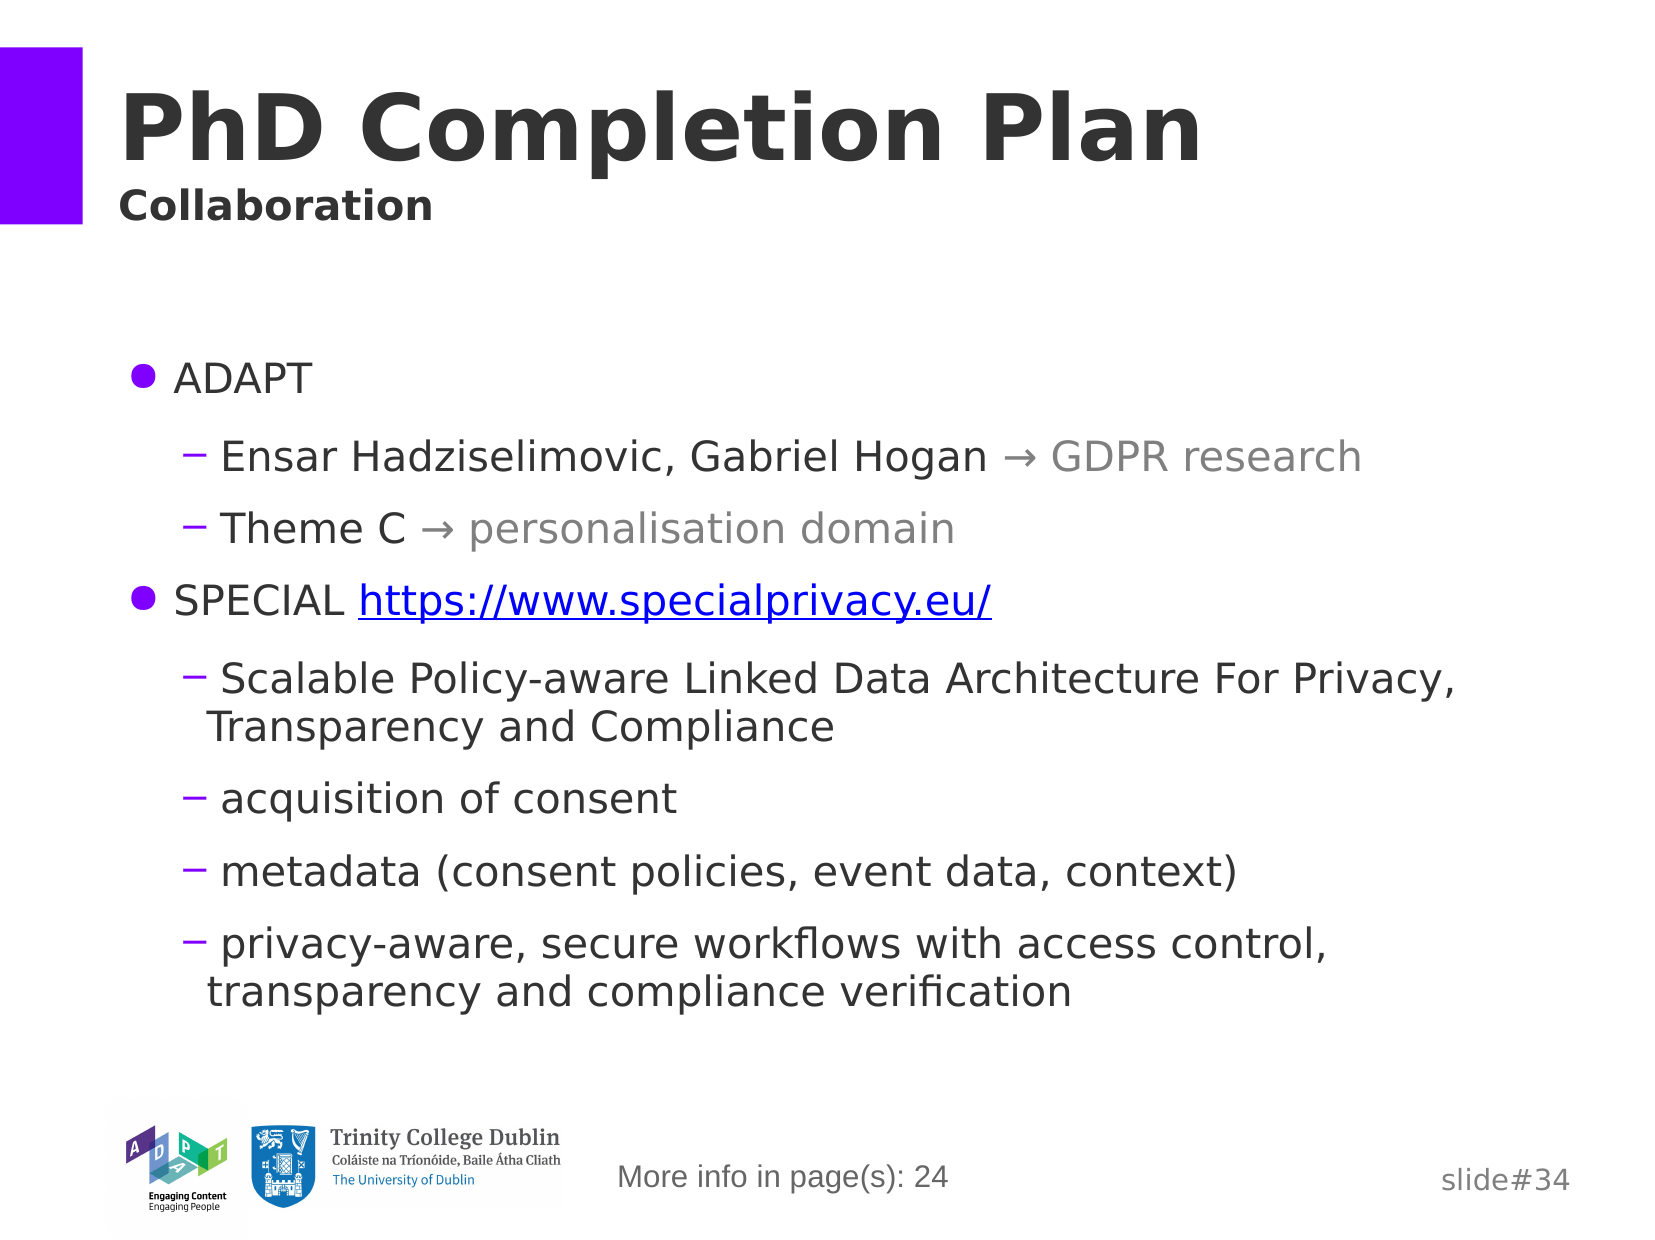 PhD Completion Plan
Collaboration
● ADAPT
– Ensar Hadziselimovic, Gabriel Hogan → GDPR research
– Theme C → personalisation domain
● SPECIAL https://www.specialprivacy.eu/
– Scalable Policy-aware Linked Data Architecture For Privacy,
Transparency and Compliance
– acquisition of consent
– metadata (consent policies, event data, context)
– privacy-aware, secure workflows with access control,
transparency and compliance verification
ADAPT
Engaging Content
Engaging People
Trinity College Dublin
Coláiste na Tríonóide, Baile Átha Cliath
The University of Dublin
More info in page(s): 24
slide#34